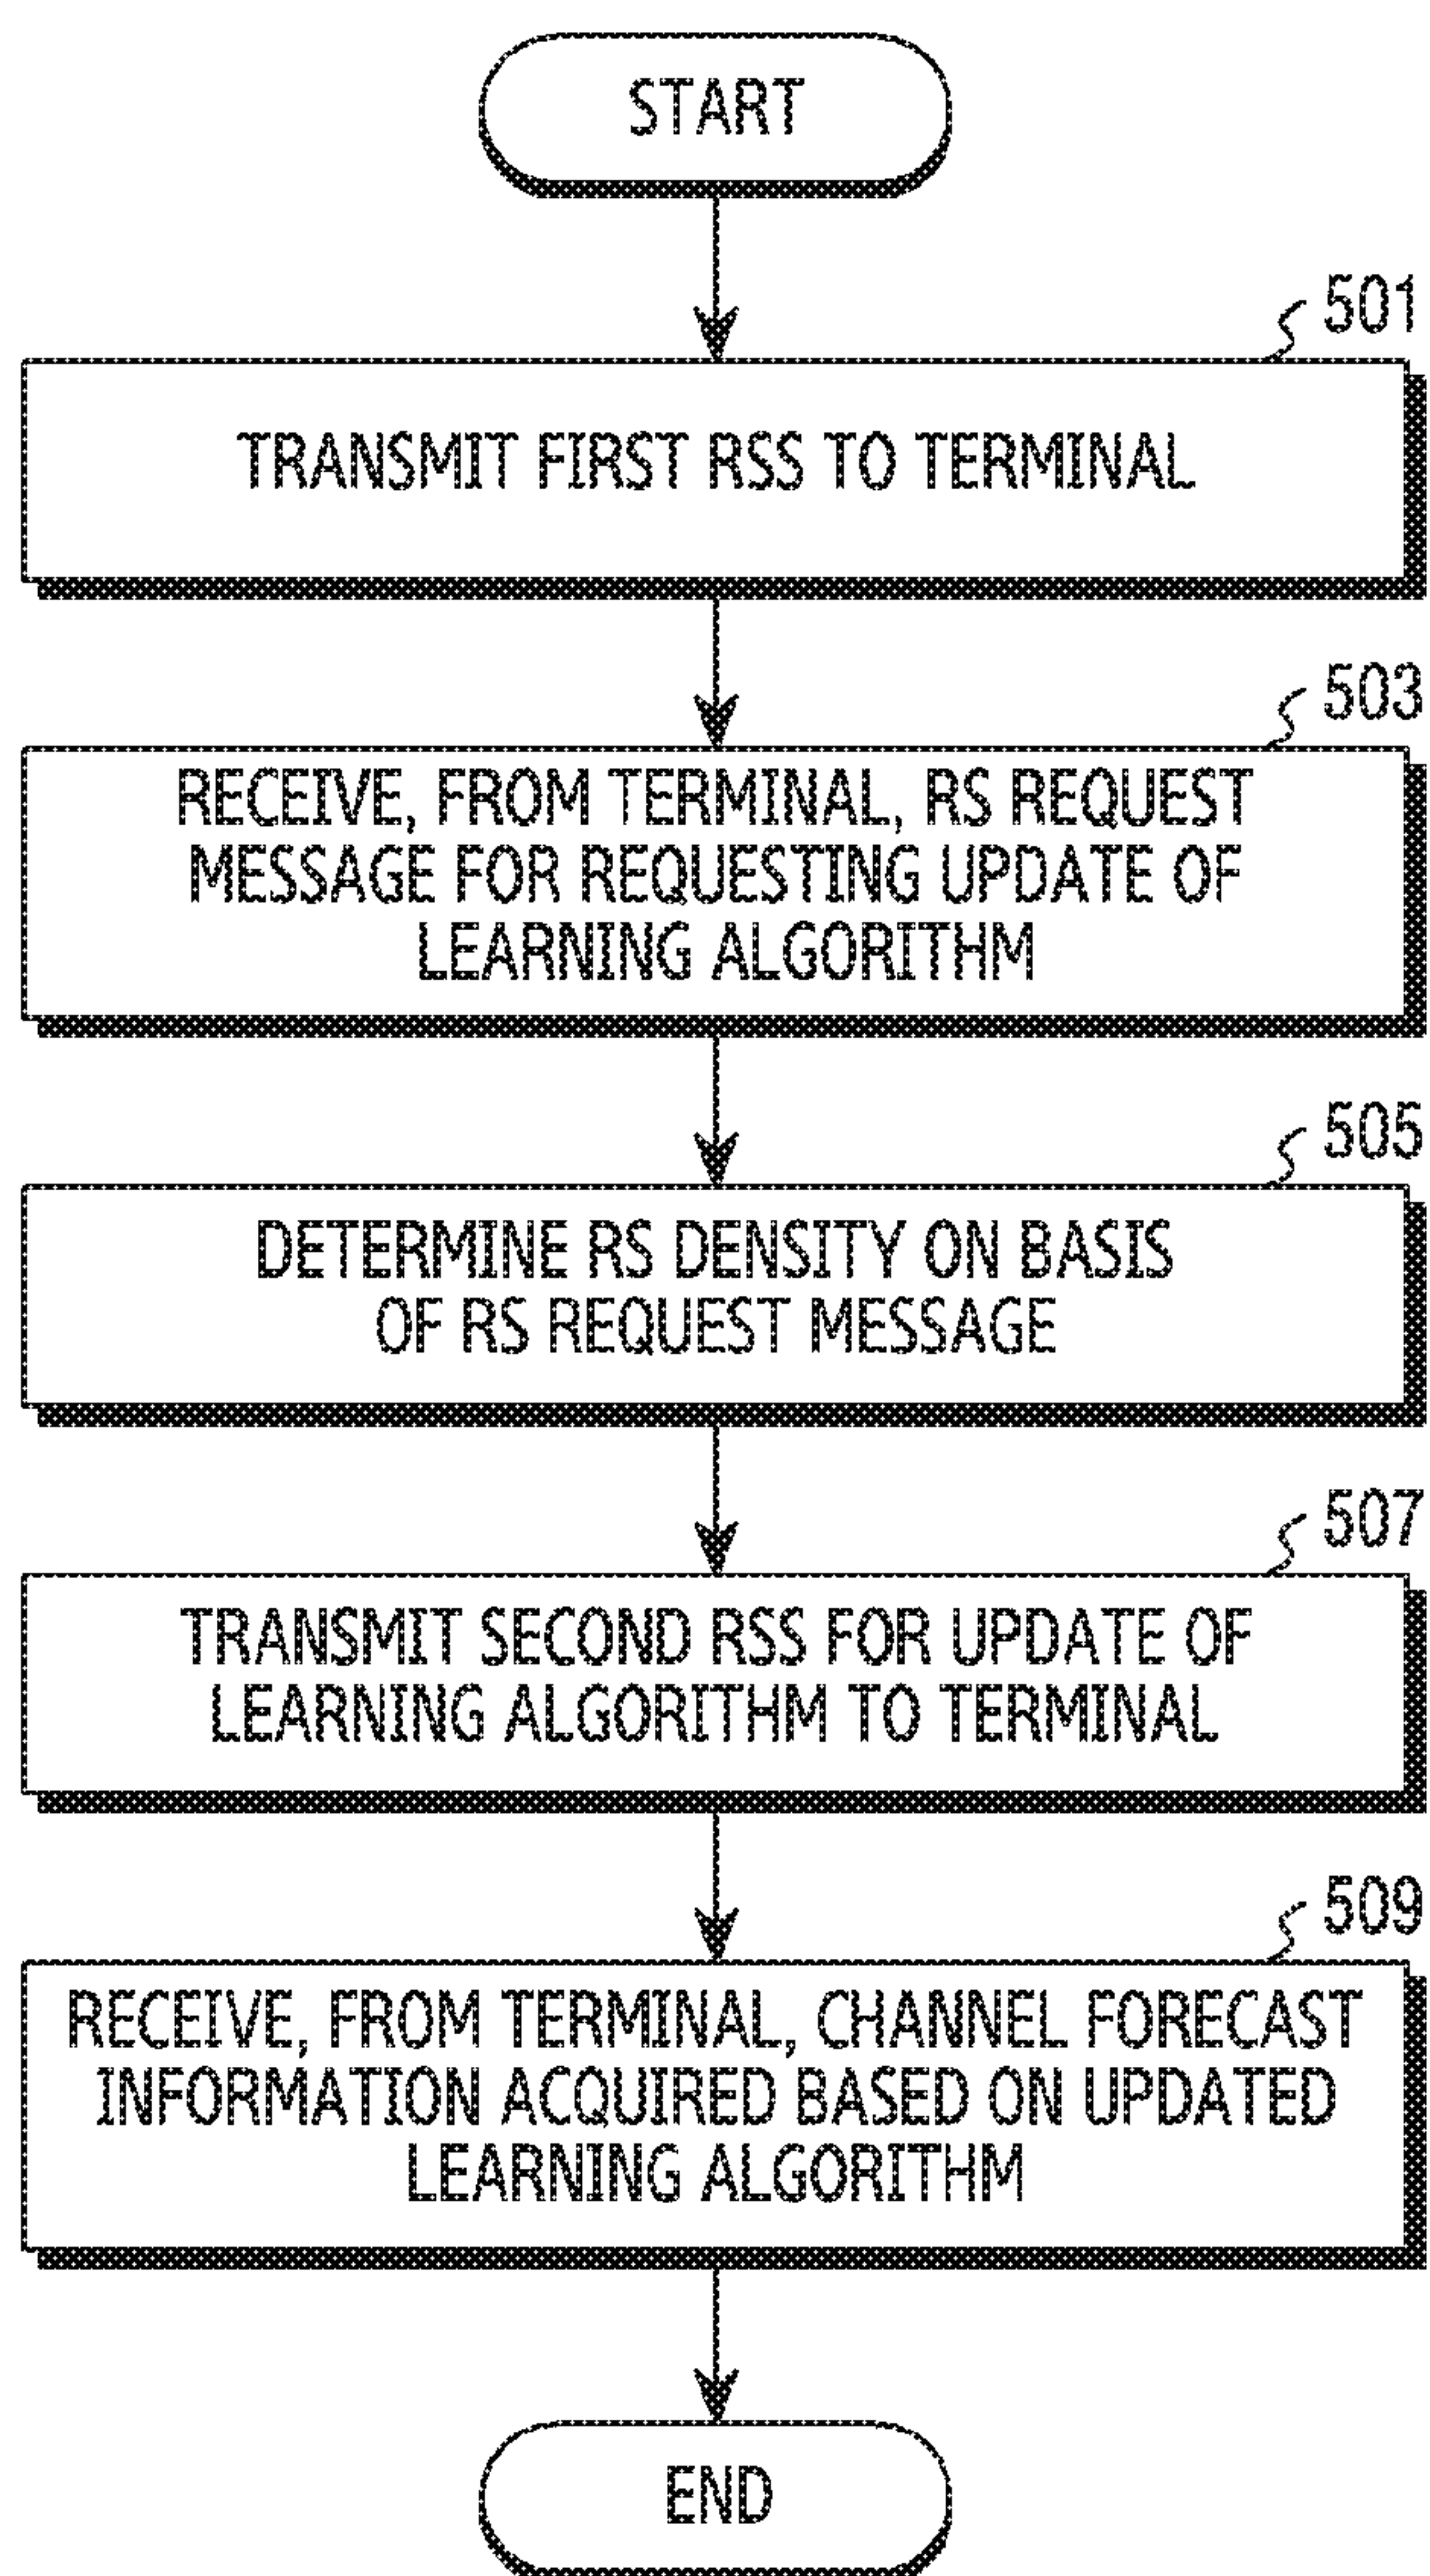 START
501
TRANSMIT FIRST RSS TO TERMINAL
503
RECEIVE, FROM TERMINAL, RS REQUEST
MESSAGE FOR REQUESTING UPDATE OF
LEARNING ALGORITHM
505
DETERMINE RS DENSITY ON BASIS
OF RS REQUEST MESSAGE
507
TRANSMIT SECOND RSS FOR UPDATE OF
LEARNING ALGORITHM TO TERMINAL
509
RECEIVE, FROM TERMINAL, CHANNEL FORECAST
INFORMATION ACQUIRED BASED ON UPDATED
LEARNING ALGORITHM
END